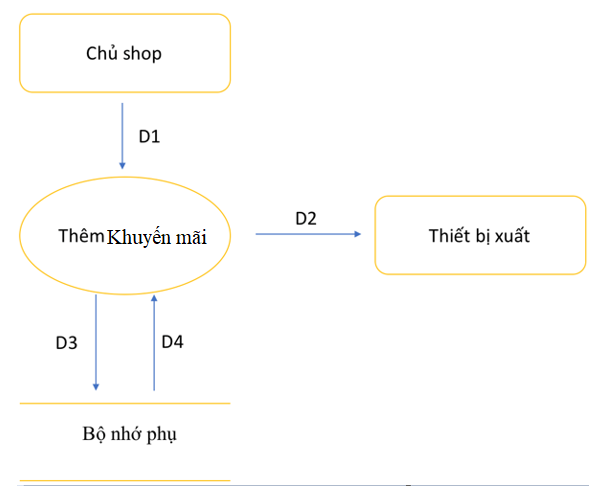 Chủ shop
D1
Thêm Khuyến mãi
D2
Thiết bị xuất
D3
D4
Bộ nhớ phụ